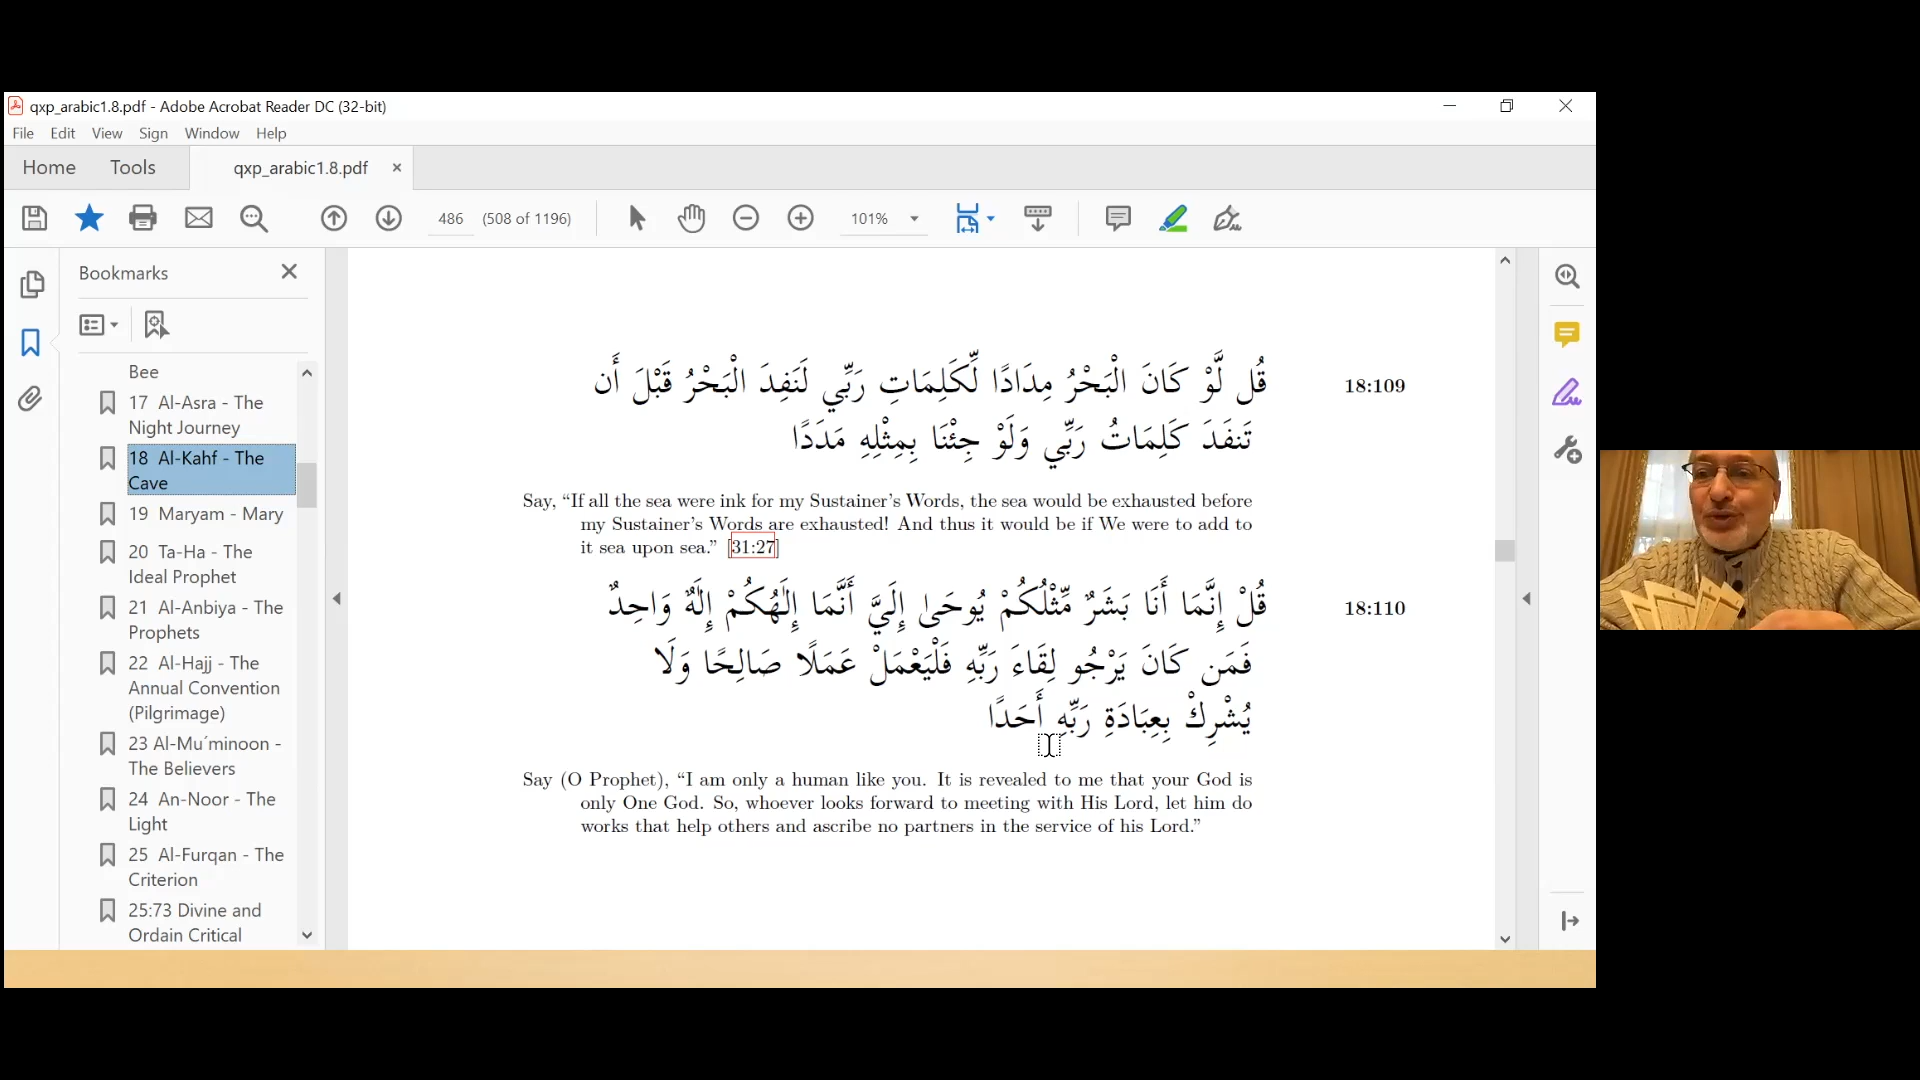 qxp_arabic1.8.pdf - Adobe Acrobat Reader DC (32-bit)
File Edit View Sign Window Help
Home Tools qxp_arabic1.8.pdf
486 (508 of 1196) 101%
Bookmarks
Bee
17 Al-Asra - The
Night Journey
18 Al-Kahf - The
Cave
19 Maryam - Mary
20 Ta-Ha - The
Ideal Prophet
21 Al-Anbiya - The
Prophets
22 Al-Hajj - The
Annual Convention
(Pilgrimage)
23 Al-Mu´minoon -
The Believers
24 An-Noor - The
Light
25 Al-Furqan - The
Criterion
25:73 Divine and
Ordain Critical
18:109 قُل لَّوْ كَانَ الْبَحْرُ مِدَادًا لِّكَلِمَاتِ رَبِّي لَنَفِدَ الْبَحْرُ قَبْلَ أَن
تَنفَدَ كَلِمَاتُ رَبِّي وَلَوْ جِئْنَا بِمِثْلِهِ مَدَدًا
Say, “If all the sea were ink for my Sustainer’s Words, the sea would be exhausted before
my Sustainer’s Words are exhausted! And thus it would be if We were to add to
it sea upon sea.” [31:27]
18:110 قُلْ إِنَّمَا أَنَا بَشَرٌ مِّثْلُكُمْ يُوحَىٰ إِلَيَّ أَنَّمَا إِلَٰهُكُمْ إِلَٰهٌ وَاحِدٌ
فَمَن كَانَ يَرْجُو لِقَاءَ رَبِّهِ فَلْيَعْمَلْ عَمَلًا صَالِحًا وَلَا
يُشْرِكْ بِعِبَادَةِ رَبِّهِ أَحَدًا
Say (O Prophet), “I am only a human like you. It is revealed to me that your God is
only One God. So, whoever looks forward to meeting with His Lord, let him do
works that help others and ascribe no partners in the service of his Lord.”